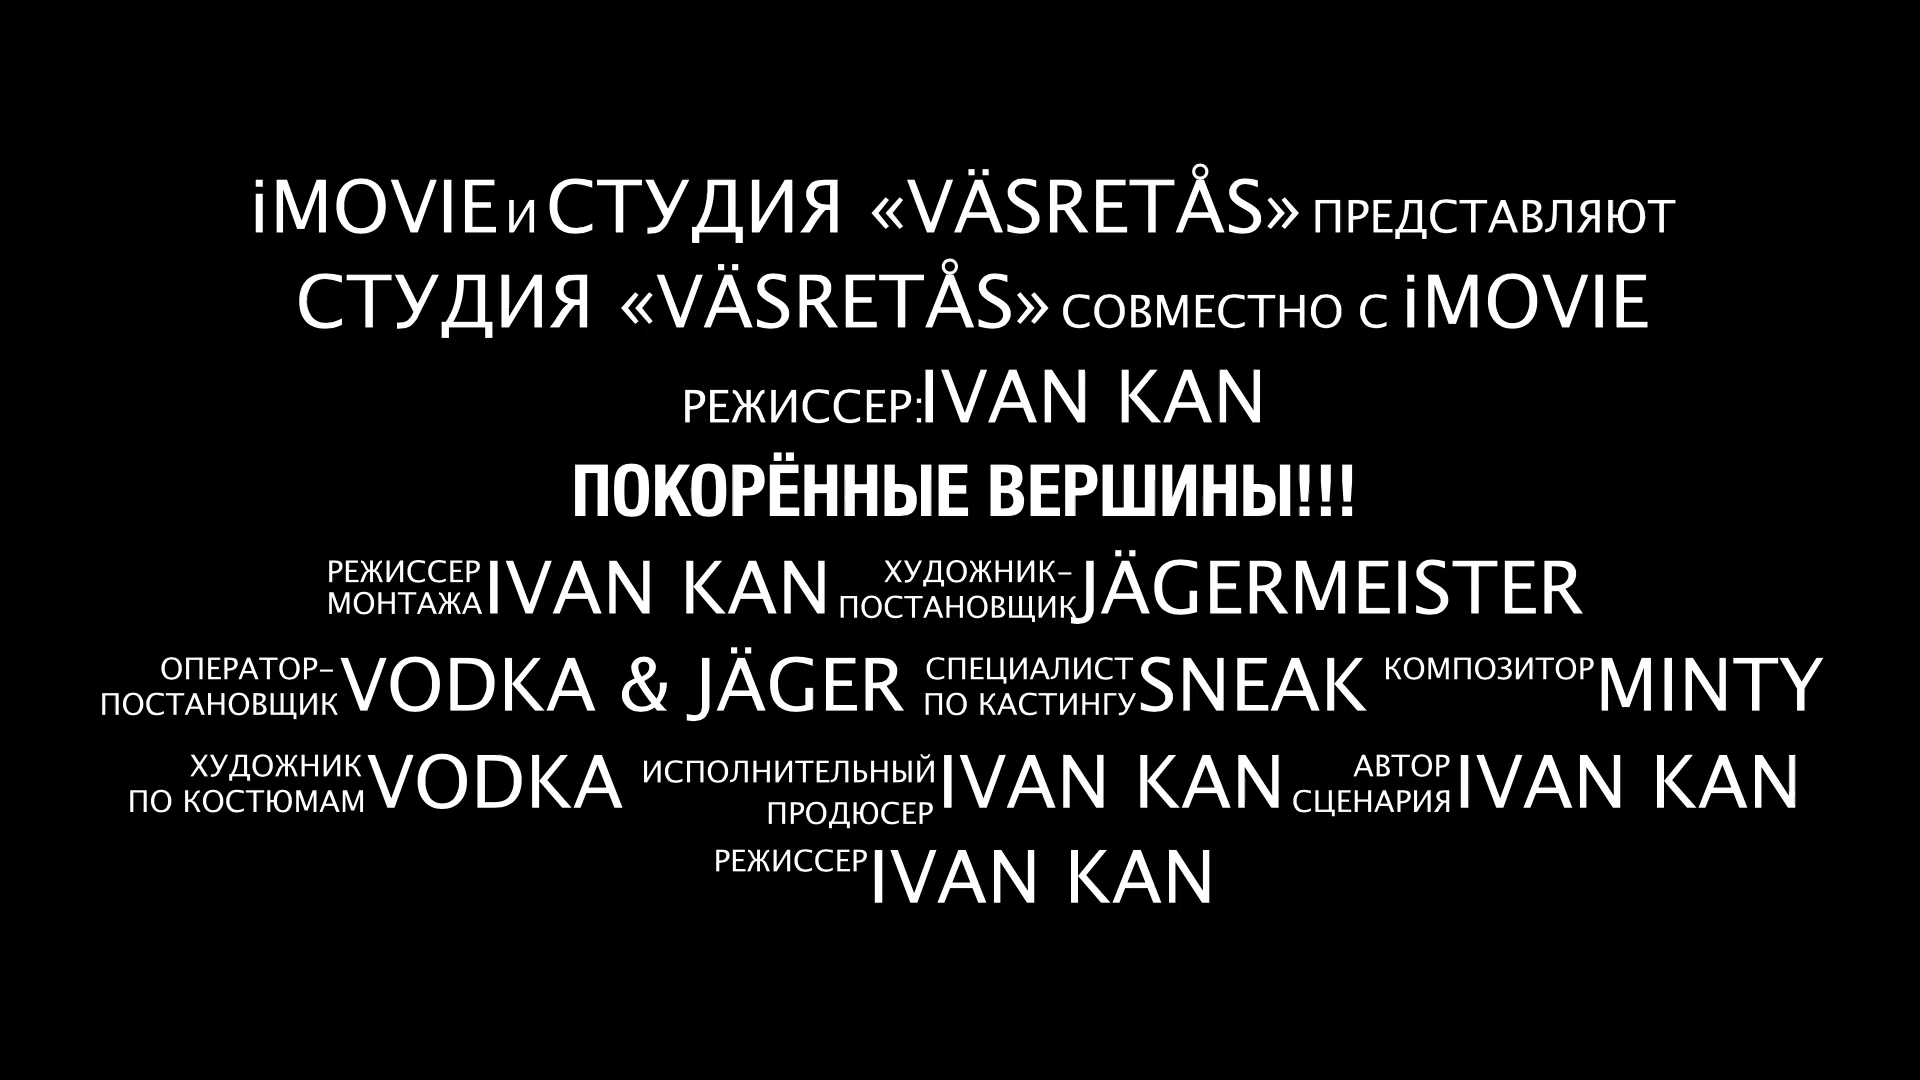 iMOVIE И СТУДИЯ «VÄSRETÅS» ПРЕДСТАВЛЯЮТ
СТУДИЯ «VÄSRETÅS» СОВМЕСТНО С iMOVIE
РЕЖИССЕР: IVAN KAN
ПОКОРЁННЫЕ ВЕРШИНЫ!!!
РЕЖИССЕР МОНТАЖА IVAN KAN ХУДОЖНИК-ПОСТАНОВЩИК JÄGERMEISTER
ОПЕРАТОР-ПОСТАНОВЩИК VODKA & JÄGER СПЕЦИАЛИСТ ПО КАСТИНГУ SNEAK КОМПОЗИТОР MINTY
ХУДОЖНИК ПО КОСТЮМАМ VODKA ИСПОЛНИТЕЛЬНЫЙ ПРОДЮСЕР IVAN KAN АВТОР СЦЕНАРИЯ IVAN KAN
РЕЖИССЕР IVAN KAN